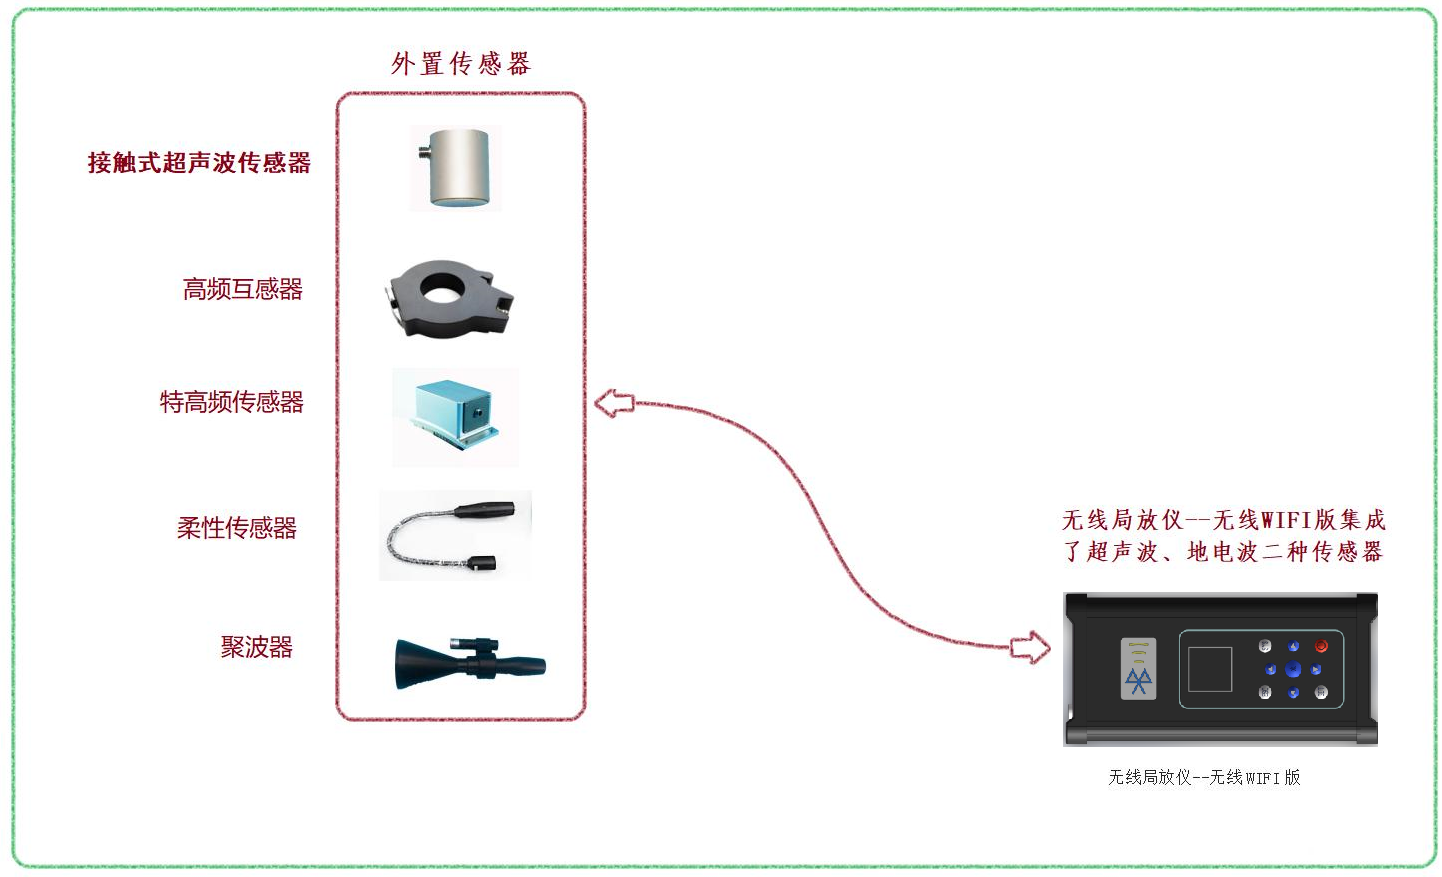 外置传感器
接触式超声波传感器
高频互感器
特高频传感器
柔性传感器
聚波器
无线局放仪--无线WIFI版集成
了超声波、地电波二种传感器
无线局放仪--无线WIFI版